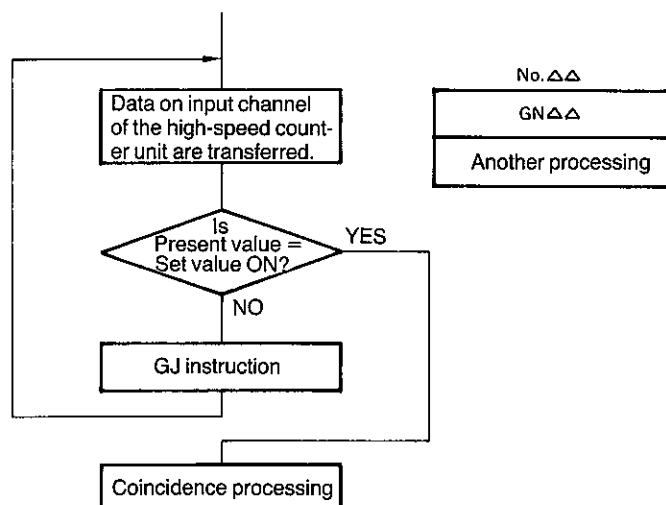 Data on input channel
of the high-speed count-
er unit are transferred.
Is
Present value =
Set value ON?
YES
NO
GJ instruction
Coincidence processing
No.△△
GN△△
Another processing